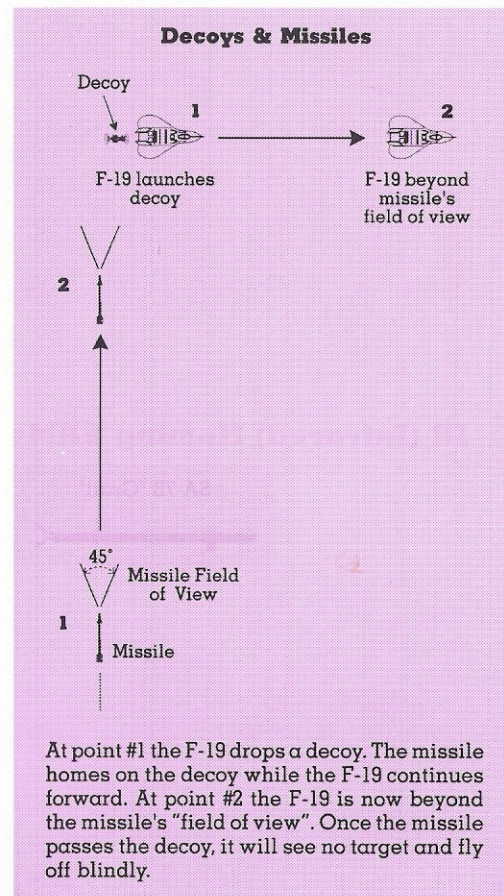 Decoys & Missiles
Decoy
1
2
F-19 launches
decoy
F-19 beyond
missile's
field of view
2
45°
Missile Field
of View
1
Missile
At point #1 the F-19 drops a decoy. The missile
homes on the decoy while the F-19 continues
forward. At point #2 the F-19 is now beyond
the missile's "field of view". Once the missile
passes the decoy, it will see no target and fly
off blindly.